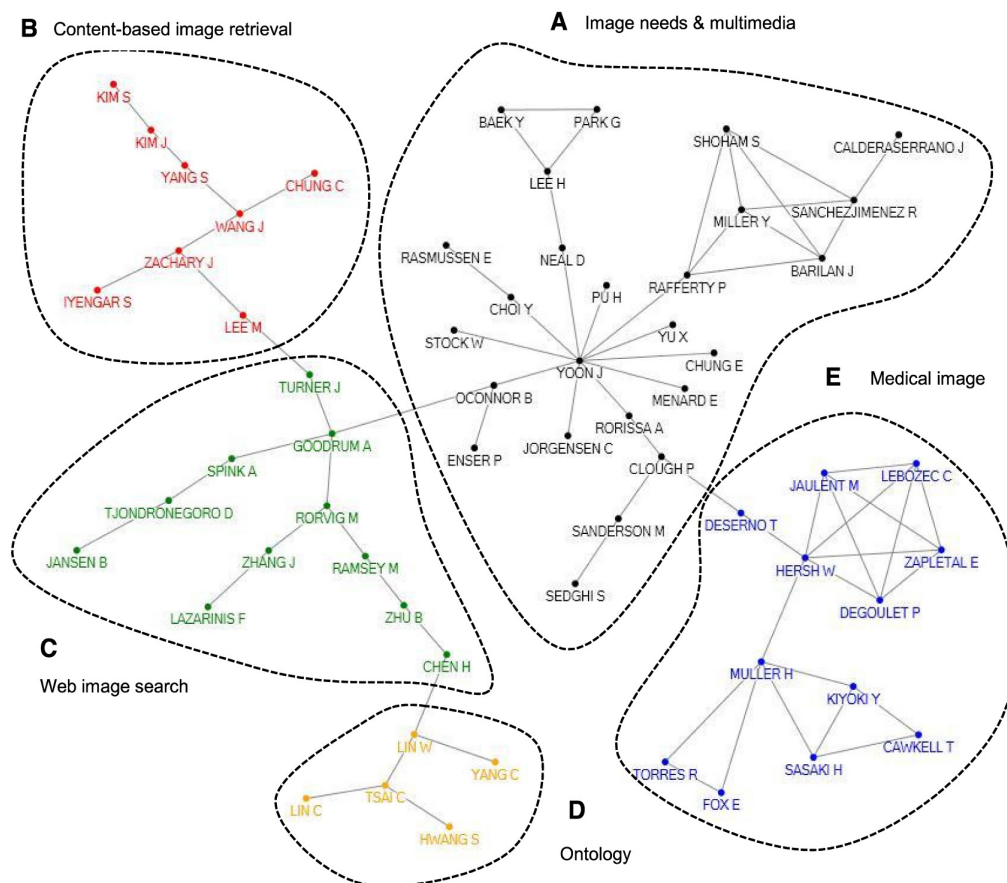 B Content-based image retrieval
A Image needs & multimedia
KIM S
KIM J
YANG S
CHUNG C
WANG J
ZACHARY J
IYENGAR S
LEE M
BAEK Y
PARK G
LEE H
SHOHAM S
CALDERASERRANO J
SANCHEZJIMENEZ R
MILLER Y
BARILAN J
RAFFERTY P
NEAL D
RASMUSSEN E
CHOI Y
PU H
STOCK W
YU X
YOON J
CHUNG E
MENARD E
OCONNOR B
ENSER P
JORGENSEN C
RORISSA A
CLOUGH P
SANDERSON M
SEDGHI S
TURNER J
GOODRUM A
SPINK A
TJONDRONEGORO D
JANSEN B
RORVIG M
ZHANG J
RAMSEY M
LAZARINIS F
ZHU B
CHEN H
C
Web image search
E Medical image
LEBOZEC C
JAULENT M
DESERNO T
HERSH W
ZAPLETAL E
DEGOULET P
MULLER H
KIYOKI Y
CAWKELL T
SASAKI H
TORRES R
FOX E
LIN W
YANG C
TSAI C
LIN C
HWANG S
D
Ontology